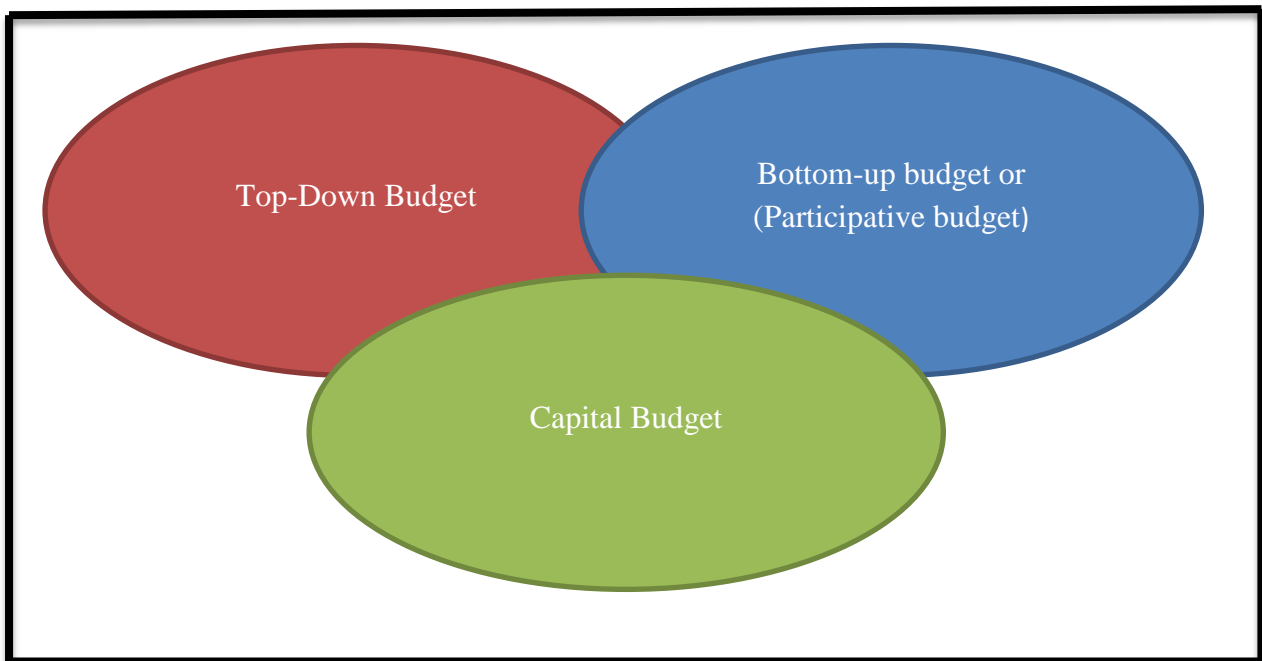 Top-Down Budget
Bottom-up budget or
(Participative budget)
Capital Budget